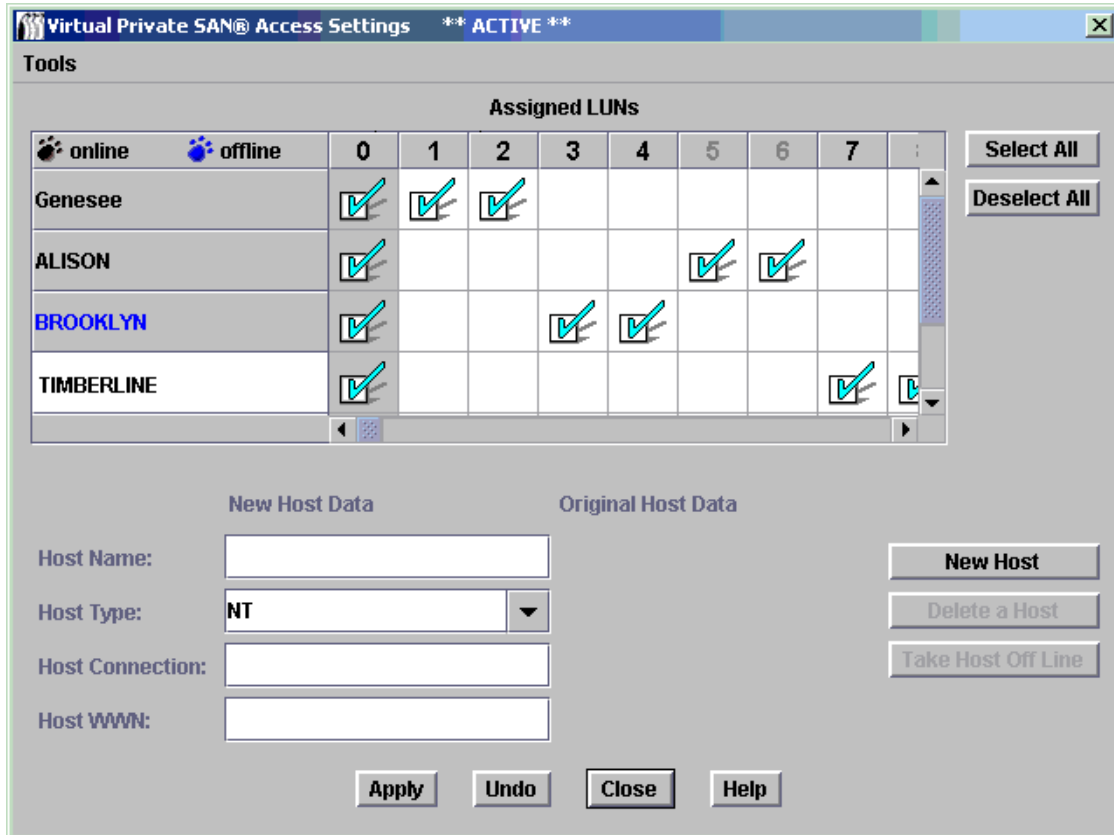 Virtual Private SAN® Access Settings ** ACTIVE **
Tools
Assigned LUNs
online offline 0 1 2 3 4 5 6 7
Select All
Deselect All
Genesee
ALISON
BROOKLYN
TIMBERLINE
New Host Data Original Host Data
Host Name:
New Host
Host Type: NT
Delete a Host
Host Connection:
Take Host Off Line
Host WWN:
Apply Undo Close Help